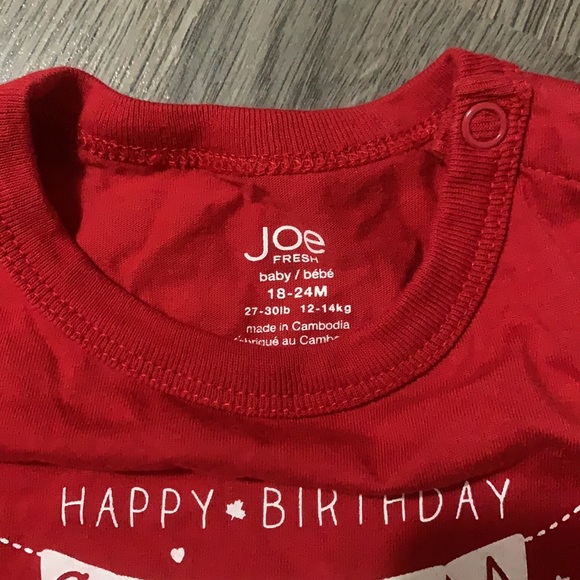 JOe
FRESH
baby / bébé
18-24M
27-30lb 12-14kg
made in Cambodia
HAPPY BIRTHDAY